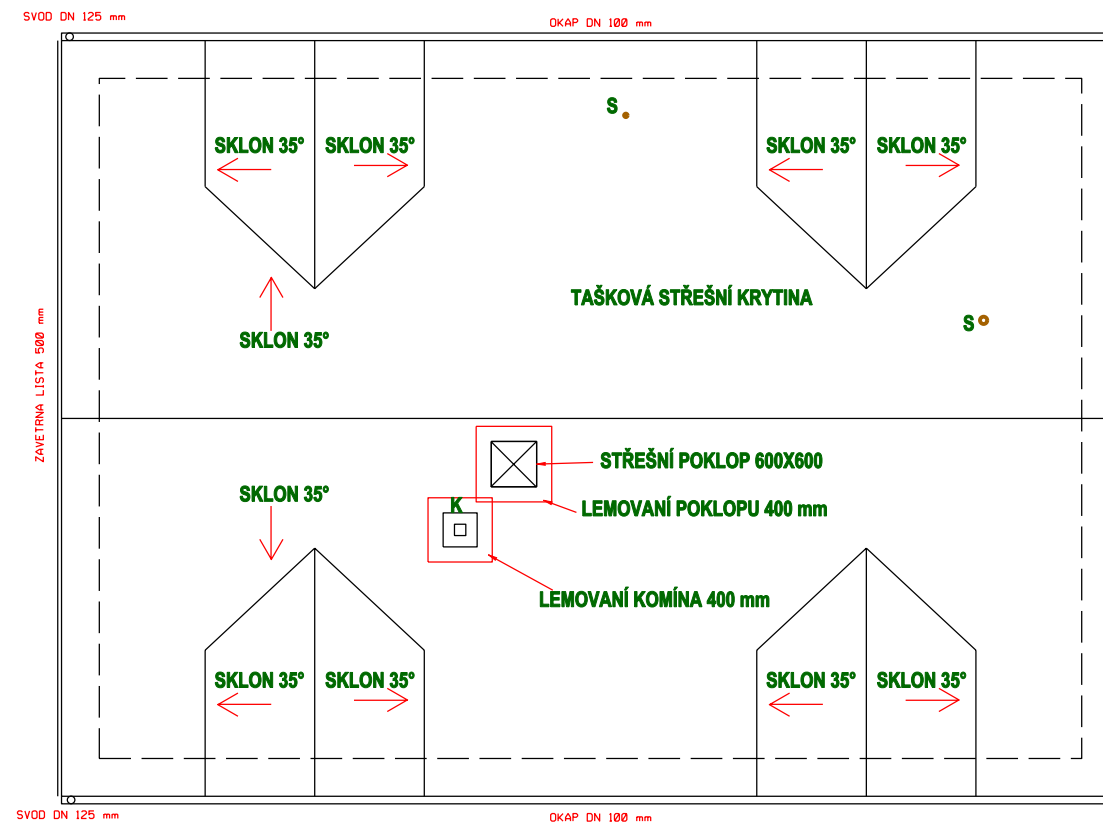 SVOD DN 125 mm
OKAP DN 100 mm
SKLON 35°
SKLON 35°
S
SKLON 35°
SKLON 35°
TAŠKOVÁ STŘEŠNÍ KRYTINA
S
SKLON 35°
ZAVETRNA LISTA 500 mm
STŘEŠNÍ POKLOP 600X600
SKLON 35°
K
LEMOVANÍ POKLOPU 400 mm
LEMOVANÍ KOMÍNA 400 mm
SKLON 35°
SKLON 35°
SKLON 35°
SKLON 35°
SVOD DN 125 mm
OKAP DN 100 mm